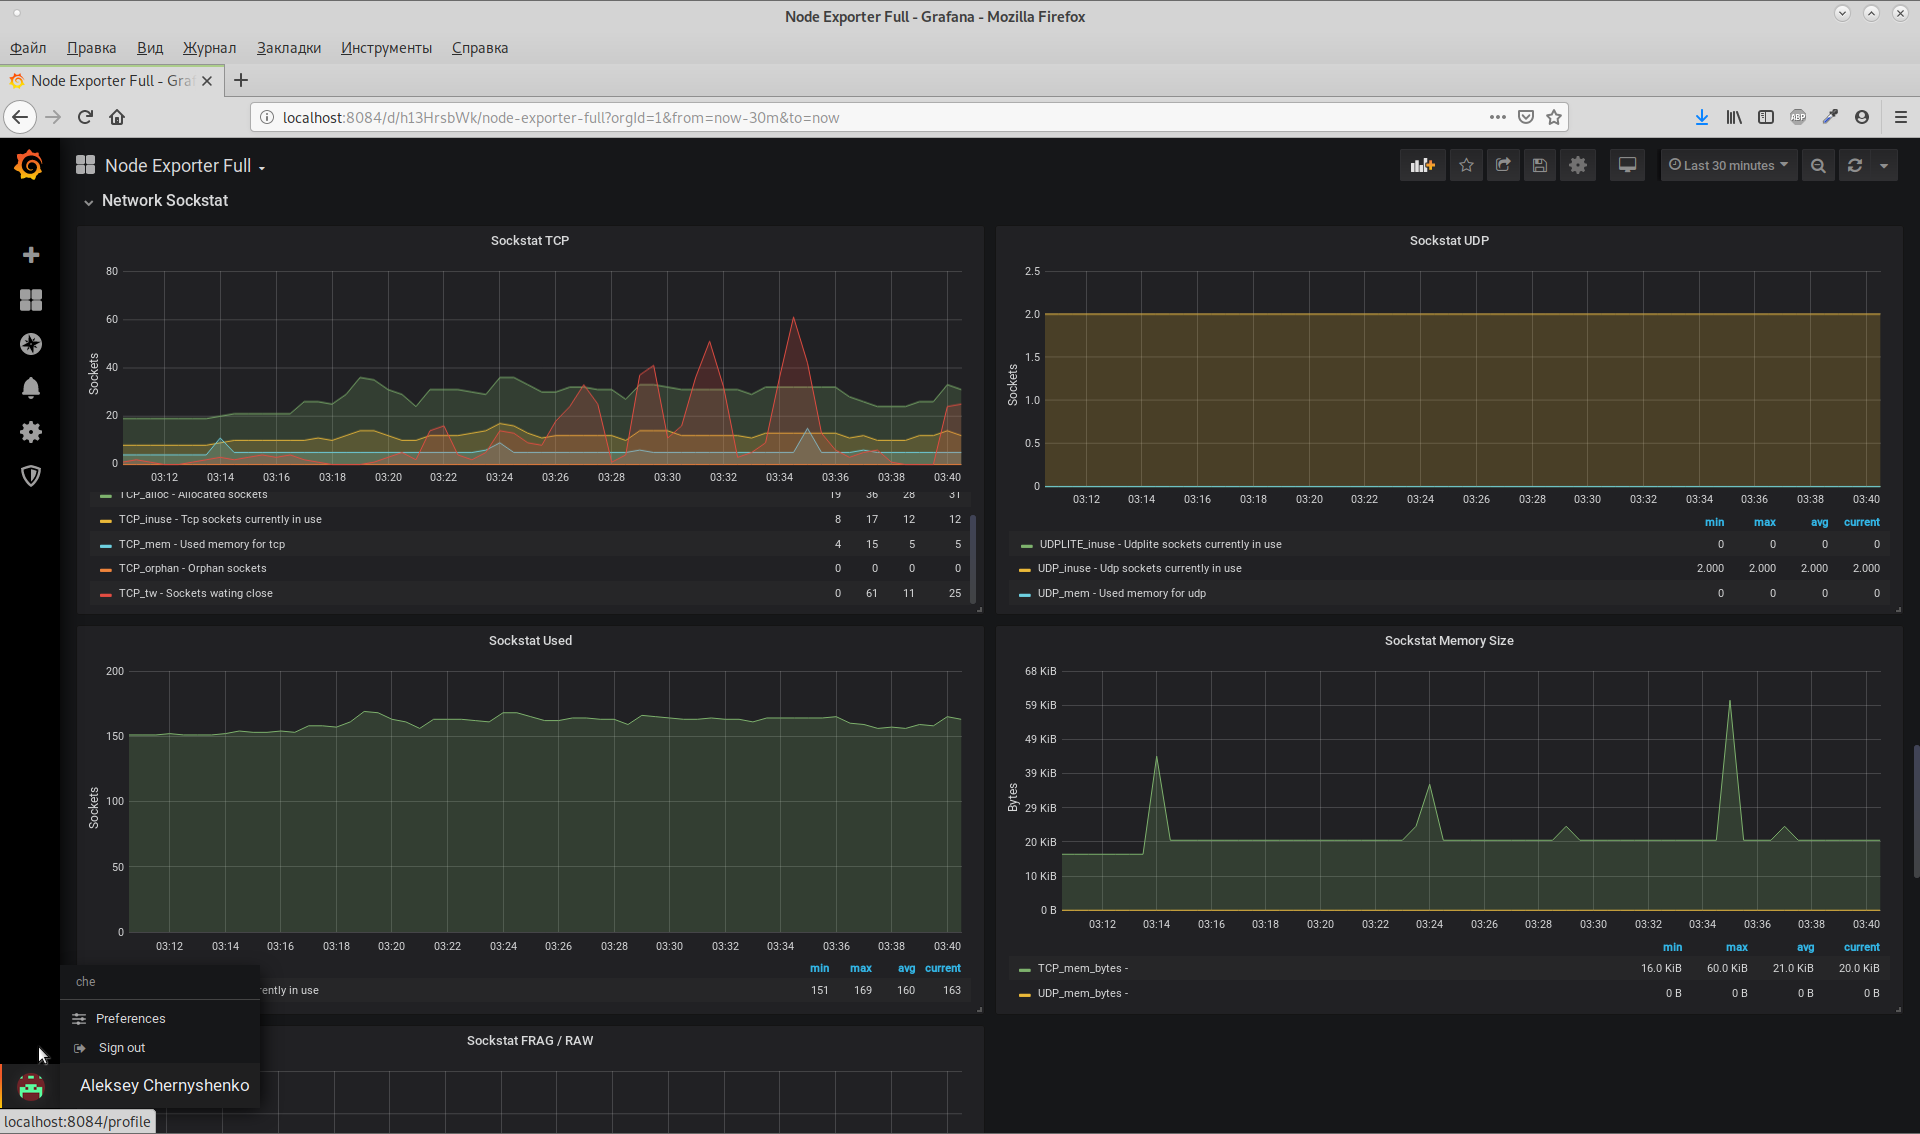 Node Exporter Full - Grafana - Mozilla Firefox
Файл Правка Вид Журнал Закладки Инструменты Справка
Node Exporter Full - Gra
localhost:8084/d/h13HrsbWk/node-exporter-full?orgId=1&from=now-30m&to=now
ABP
Node Exporter Full
Last 30 minutes
Network Sockstat
Sockstat TCP
80
60
40
20
0
Sockets
03:12 03:14 03:16 03:18 03:20 03:22 03:24 03:26 03:28 03:30 03:32 03:34 03:36 03:38 03:40
TCP_alloc - Allocated sockets 19 36 28 31
TCP_inuse - Tcp sockets currently in use 8 17 12 12
TCP_mem - Used memory for tcp 4 15 5 5
TCP_orphan - Orphan sockets 0 0 0 0
TCP_tw - Sockets wating close 0 61 11 25
Sockstat UDP
2.5
2.0
1.5
1.0
0.5
0
Sockets
03:12 03:14 03:16 03:18 03:20 03:22 03:24 03:26 03:28 03:30 03:32 03:34 03:36 03:38 03:40
min max avg current
UDPLITE_inuse - Udplite sockets currently in use 0 0 0 0
UDP_inuse - Udp sockets currently in use 2.000 2.000 2.000 2.000
UDP_mem - Used memory for udp 0 0 0 0
Sockstat Used
200
150
100
50
0
Sockets
03:12 03:14 03:16 03:18 03:20 03:22 03:24 03:26 03:28 03:30 03:32 03:34 03:36 03:38 03:40
min max avg current
ently in use 151 169 160 163
Sockstat Memory Size
68 KiB
59 KiB
49 KiB
39 KiB
29 KiB
20 KiB
10 KiB
0 B
Bytes
03:12 03:14 03:16 03:18 03:20 03:22 03:24 03:26 03:28 03:30 03:32 03:34 03:36 03:38 03:40
min max avg current
TCP_mem_bytes - 16.0 KiB 60.0 KiB 21.0 KiB 20.0 KiB
UDP_mem_bytes - 0 B 0 B 0 B 0 B
Sockstat FRAG / RAW
che
Preferences
Sign out
Aleksey Chernyshenko
localhost:8084/profile